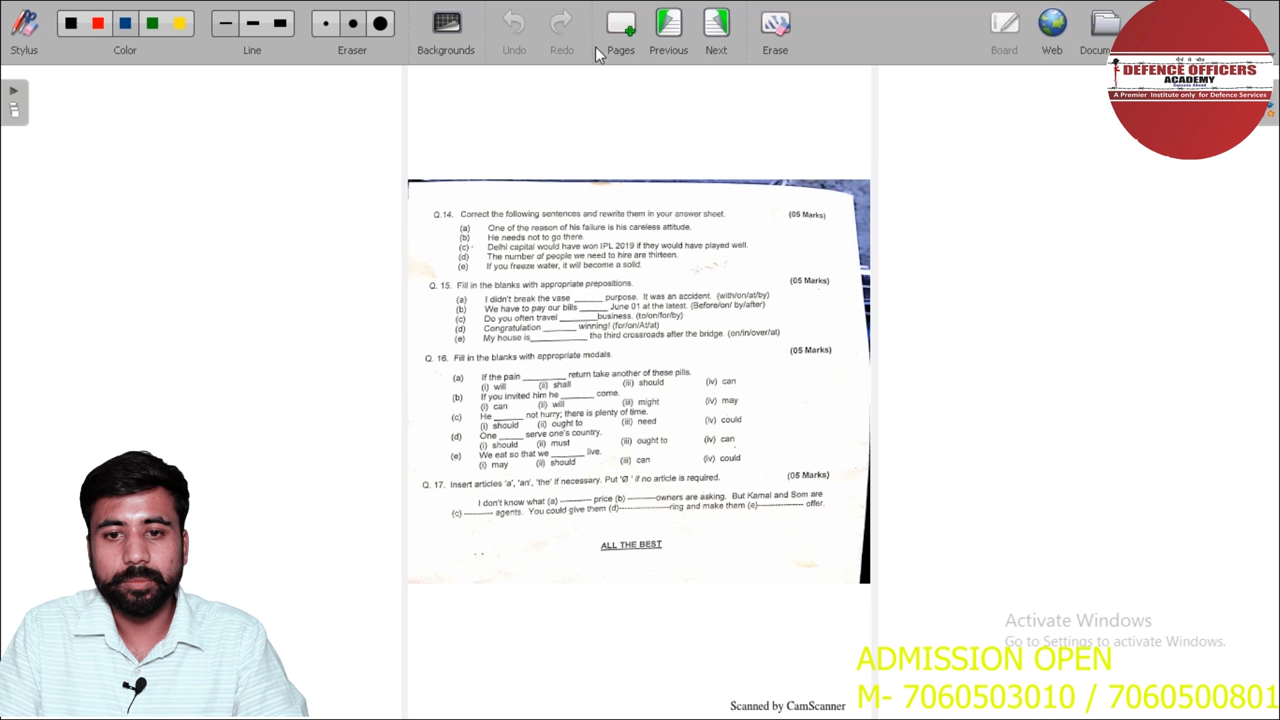 Stylus
Color
Line
Eraser
Backgrounds
Undo
Redo
Pages
Previous
Next
Erase
Board
Web
Docum
DEFENCE OFFICERS
ACADEMY
Success Ahead
A Premier Institute only for Defence Services
Q.14. Correct the following sentences and rewrite them in your answer sheet. (05 Marks)
(a) One of the reason of his failure is his careless attitude.
(b) He needs not to go there.
(c) Delhi capital would have won IPL 2019 if they would have played well.
(d) The number of people we need to hire are thirteen.
(e) If you freeze water, it will become a solid.
Q. 15. Fill in the blanks with appropriate prepositions. (05 Marks)
(a) I didn't break the vase ______ purpose. It was an accident. (with/on/at/by)
(b) We have to pay our bills ______ June 01 at the latest. (Before/on/ by/after)
(c) Do you often travel ________business. (to/on/for/by)
(d) Congratulation _______ winning! (for/on/At/at)
(e) My house is____________ the third crossroads after the bridge. (on/in/over/at)
Q. 16. Fill in the blanks with appropriate modals. (05 Marks)
(a) If the pain _________ return take another of these pills.
(i) will (ii) shall (iii) should (iv) can
(b) If you invited him he _______ come.
(i) can (ii) will (iii) might (iv) may
(c) He ______ not hurry; there is plenty of time.
(i) should (ii) ought to (iii) need (iv) could
(d) One _____ serve one's country.
(i) should (ii) must (iii) ought to (iv) can
(e) We eat so that we _______ live.
(i) may (ii) should (iii) can (iv) could
Q. 17. Insert articles 'a', 'an', 'the' if necessary. Put 'Ø' if no article is required. (05 Marks)
I don't know what (a) ---------- price (b) ---------owners are asking. But Kamal and Som are
(c) --------- agents. You could give them (d)----------------ring and make them (e)-------------- offer.
ALL THE BEST
Activate Windows
Go to Settings to activate Windows.
ADMISSION OPEN
M- 7060503010 / 7060500801
Scanned by CamScanner